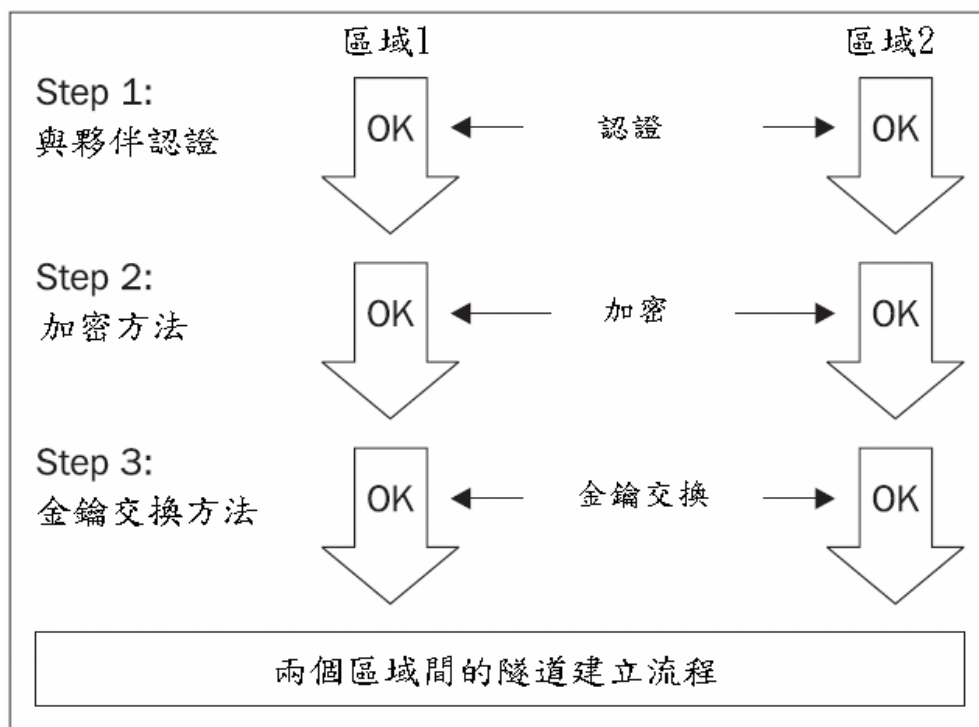 區域1
區域2
Step 1:
與夥伴認證
OK
認證
OK
Step 2:
加密方法
OK
加密
OK
Step 3:
金鑰交換方法
OK
金鑰交換
OK
兩個區域間的隧道建立流程